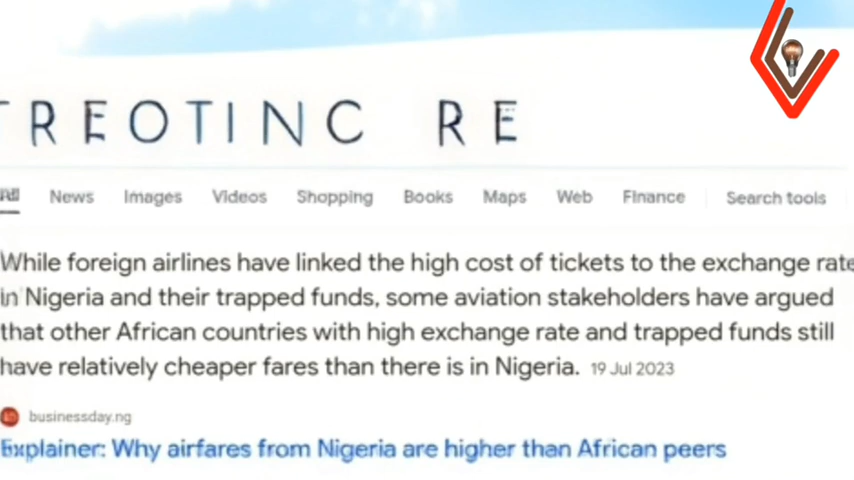 TREOTINC RE
All News Images Videos Shopping Books Maps Web Finance Search tools
While foreign airlines have linked the high cost of tickets to the exchange rate
in Nigeria and their trapped funds, some aviation stakeholders have argued
that other African countries with high exchange rate and trapped funds still
have relatively cheaper fares than there is in Nigeria. 19 Jul 2023
businessday.ng
Explainer: Why airfares from Nigeria are higher than African peers